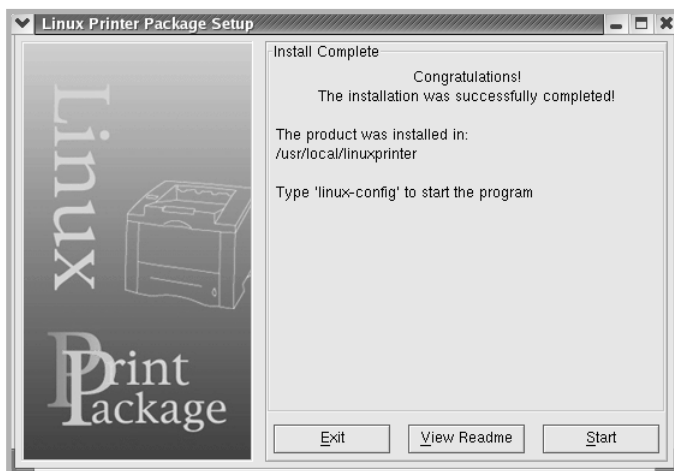 Linux Printer Package Setup
Linux
Print
Package
Install Complete
Congratulations!
The installation was successfully completed!
The product was installed in:
/usr/local/linuxprinter
Type 'linux-config' to start the program
Exit
View Readme
Start